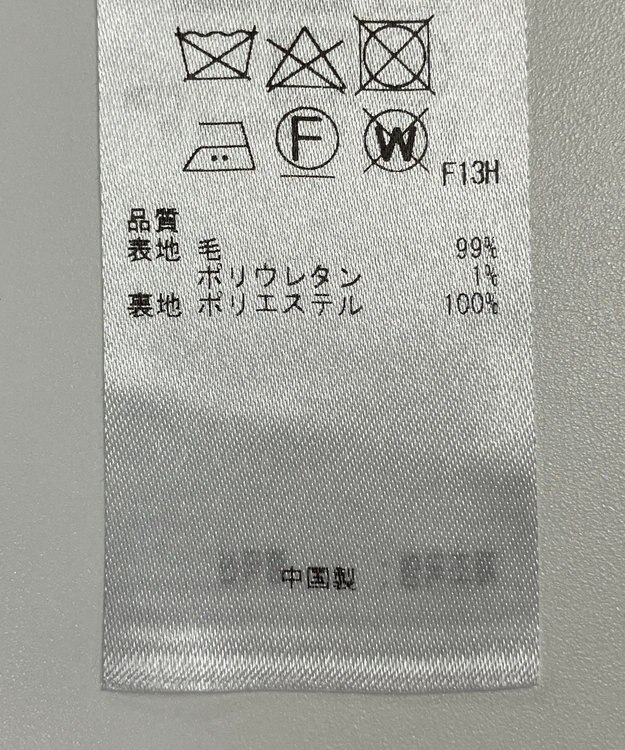 F W F13H
品質
表地 毛 99%
ポリウレタン 1%
裏地 ポリエステル 100%
中国製